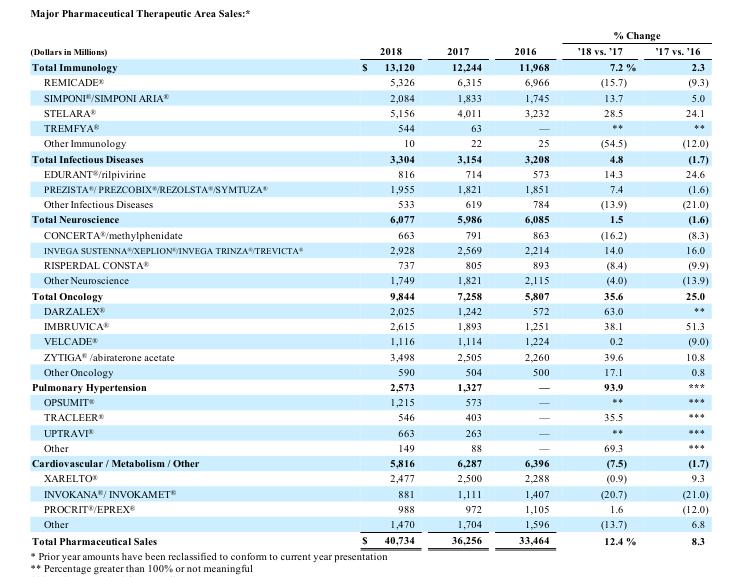 Major Pharmaceutical Therapeutic Area Sales:*
% Change
(Dollars in Millions) 2018 2017 2016 '18 vs. '17 '17 vs. '16
Total Immunology $ 13,120 12,244 11,968 7.2 % 2.3
REMICADE® 5,326 6,315 6,966 (15.7) (9.3)
SIMPONI®/SIMPONI ARIA® 2,084 1,833 1,745 13.7 5.0
STELARA® 5,156 4,011 3,232 28.5 24.1
TREMFYA® 544 63 — ** **
Other Immunology 10 22 25 (54.5) (12.0)
Total Infectious Diseases 3,304 3,154 3,208 4.8 (1.7)
EDURANT®/rilpivirine 816 714 573 14.3 24.6
PREZISTA®/ PREZCOBIX®/REZOLSTA®/SYMTUZA® 1,955 1,821 1,851 7.4 (1.6)
Other Infectious Diseases 533 619 784 (13.9) (21.0)
Total Neuroscience 6,077 5,986 6,085 1.5 (1.6)
CONCERTA®/methylphenidate 663 791 863 (16.2) (8.3)
INVEGA SUSTENNA®/XEPLION®/INVEGA TRINZA®/TREVICTA® 2,928 2,569 2,214 14.0 16.0
RISPERDAL CONSTA® 737 805 893 (8.4) (9.9)
Other Neuroscience 1,749 1,821 2,115 (4.0) (13.9)
Total Oncology 9,844 7,258 5,807 35.6 25.0
DARZALEX® 2,025 1,242 572 63.0 **
IMBRUVICA® 2,615 1,893 1,251 38.1 51.3
VELCADE® 1,116 1,114 1,224 0.2 (9.0)
ZYTIGA® /abiraterone acetate 3,498 2,505 2,260 39.6 10.8
Other Oncology 590 504 500 17.1 0.8
Pulmonary Hypertension 2,573 1,327 — 93.9 ***
OPSUMIT® 1,215 573 — ** ***
TRACLEER® 546 403 — 35.5 ***
UPTRAVI® 663 263 — ** ***
Other 149 88 — 69.3 ***
Cardiovascular / Metabolism / Other 5,816 6,287 6,396 (7.5) (1.7)
XARELTO® 2,477 2,500 2,288 (0.9) 9.3
INVOKANA®/ INVOKAMET® 881 1,111 1,407 (20.7) (21.0)
PROCRIT®/EPREX® 988 972 1,105 1.6 (12.0)
Other 1,470 1,704 1,596 (13.7) 6.8
Total Pharmaceutical Sales $ 40,734 36,256 33,464 12.4 % 8.3
* Prior year amounts have been reclassified to conform to current year presentation
** Percentage greater than 100% or not meaningful